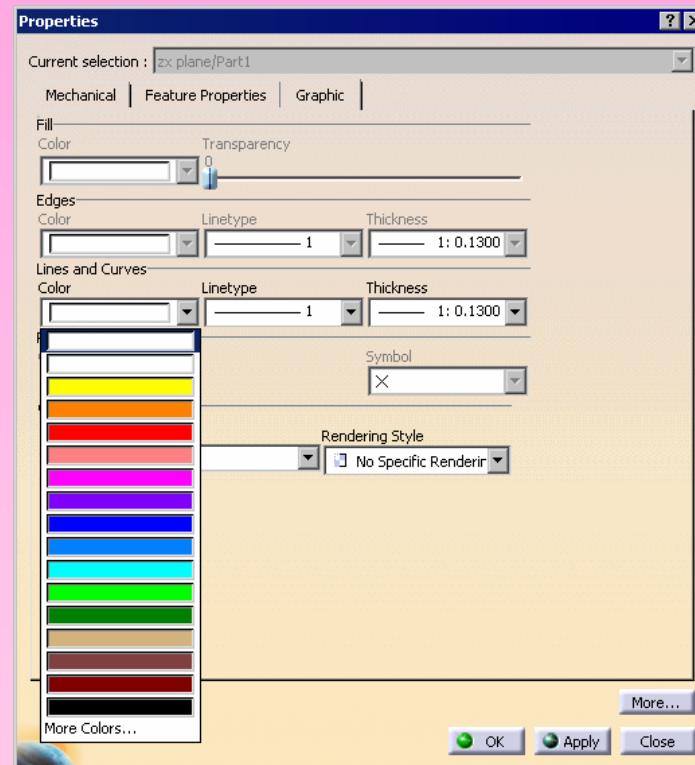 Properties
Current selection : zx plane/Part1
Mechanical Feature Properties Graphic
Fill
Color Transparency
0
Edges
Color Linetype Thickness
1 1: 0.1300
Lines and Curves
Color Linetype Thickness
1 1: 0.1300
Symbol
Rendering Style
No Specific Renderir
More Colors...
More...
OK Apply Close